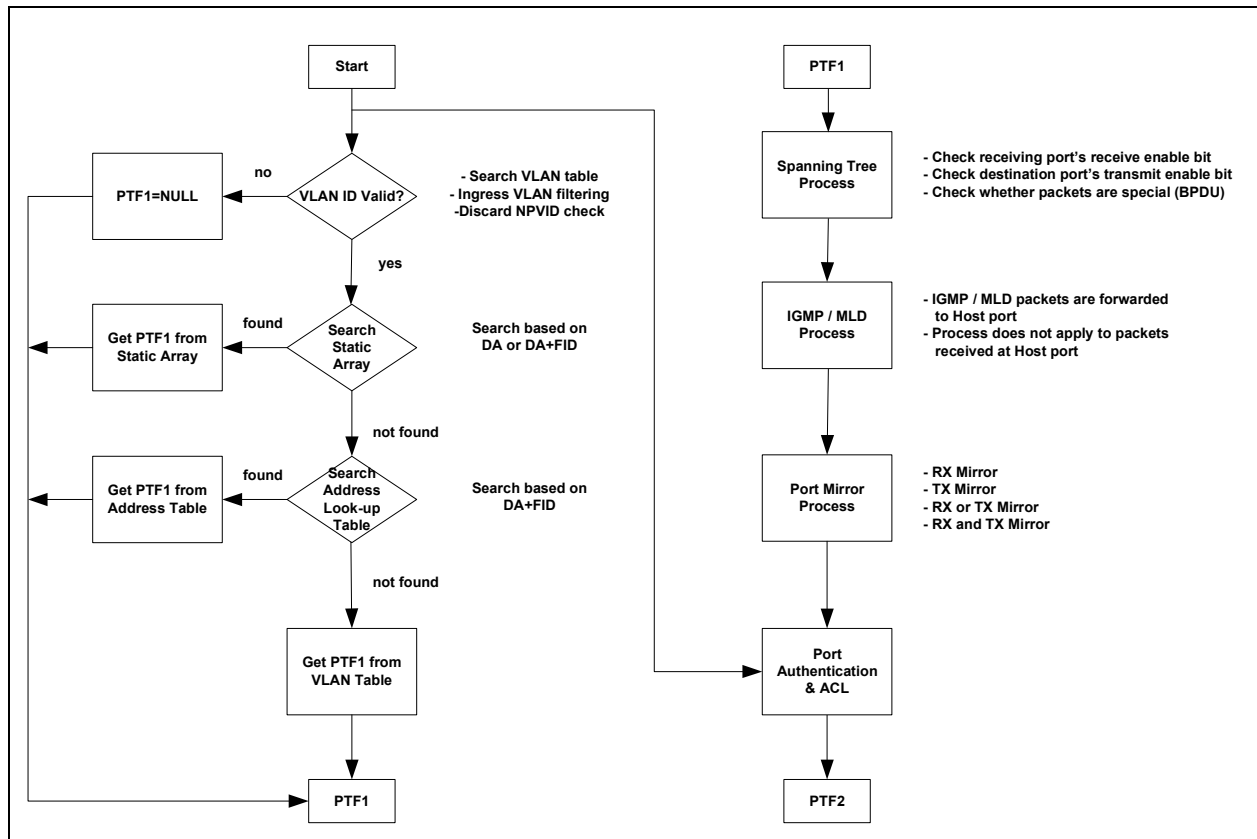 Start
no
PTF1=NULL
VLAN ID Valid?
- Search VLAN table
- Ingress VLAN filtering
-Discard NPVID check
yes
found
Get PTF1 from
Static Array
Search
Static
Array
Search based on
DA or DA+FID
not found
found
Get PTF1 from
Address Table
Search
Address
Look-up
Table
Search based on
DA+FID
not found
Get PTF1 from
VLAN Table
PTF1
PTF1
Spanning Tree
Process
- Check receiving port's receive enable bit
- Check destination port's transmit enable bit
- Check whether packets are special (BPDU)
IGMP / MLD
Process
- IGMP / MLD packets are forwarded
to Host port
- Process does not apply to packets
received at Host port
Port Mirror
Process
- RX Mirror
- TX Mirror
- RX or TX Mirror
- RX and TX Mirror
Port
Authentication
& ACL
PTF2